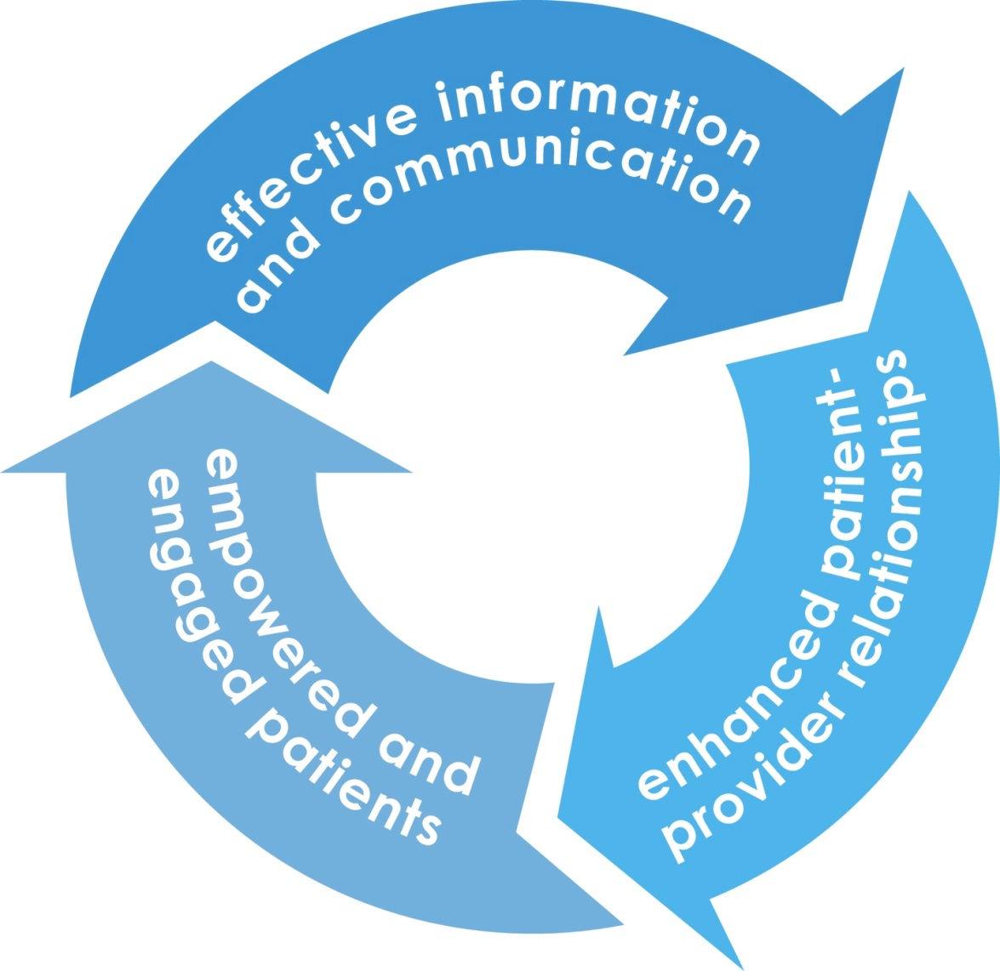 effective information
and communication
enhanced patient-
provider relationships
empowered and
engaged patients